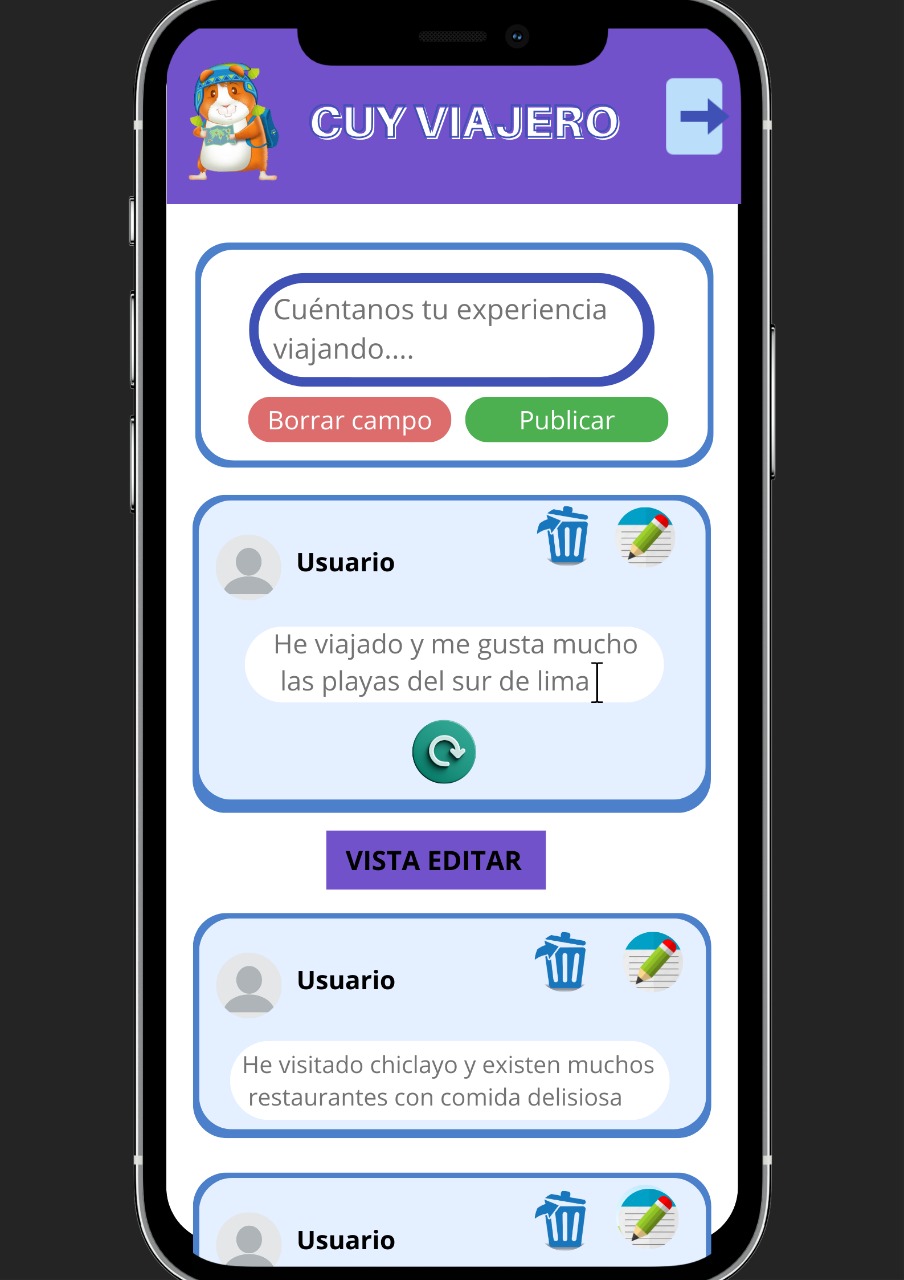 CUY VIAJERO
Cuéntanos tu experiencia
viajando....
Borrar campo
Publicar
Usuario
He viajado y me gusta mucho
las playas del sur de lima
VISTA EDITAR
Usuario
He visitado chiclayo y existen muchos
restaurantes con comida delisiosa
Usuario